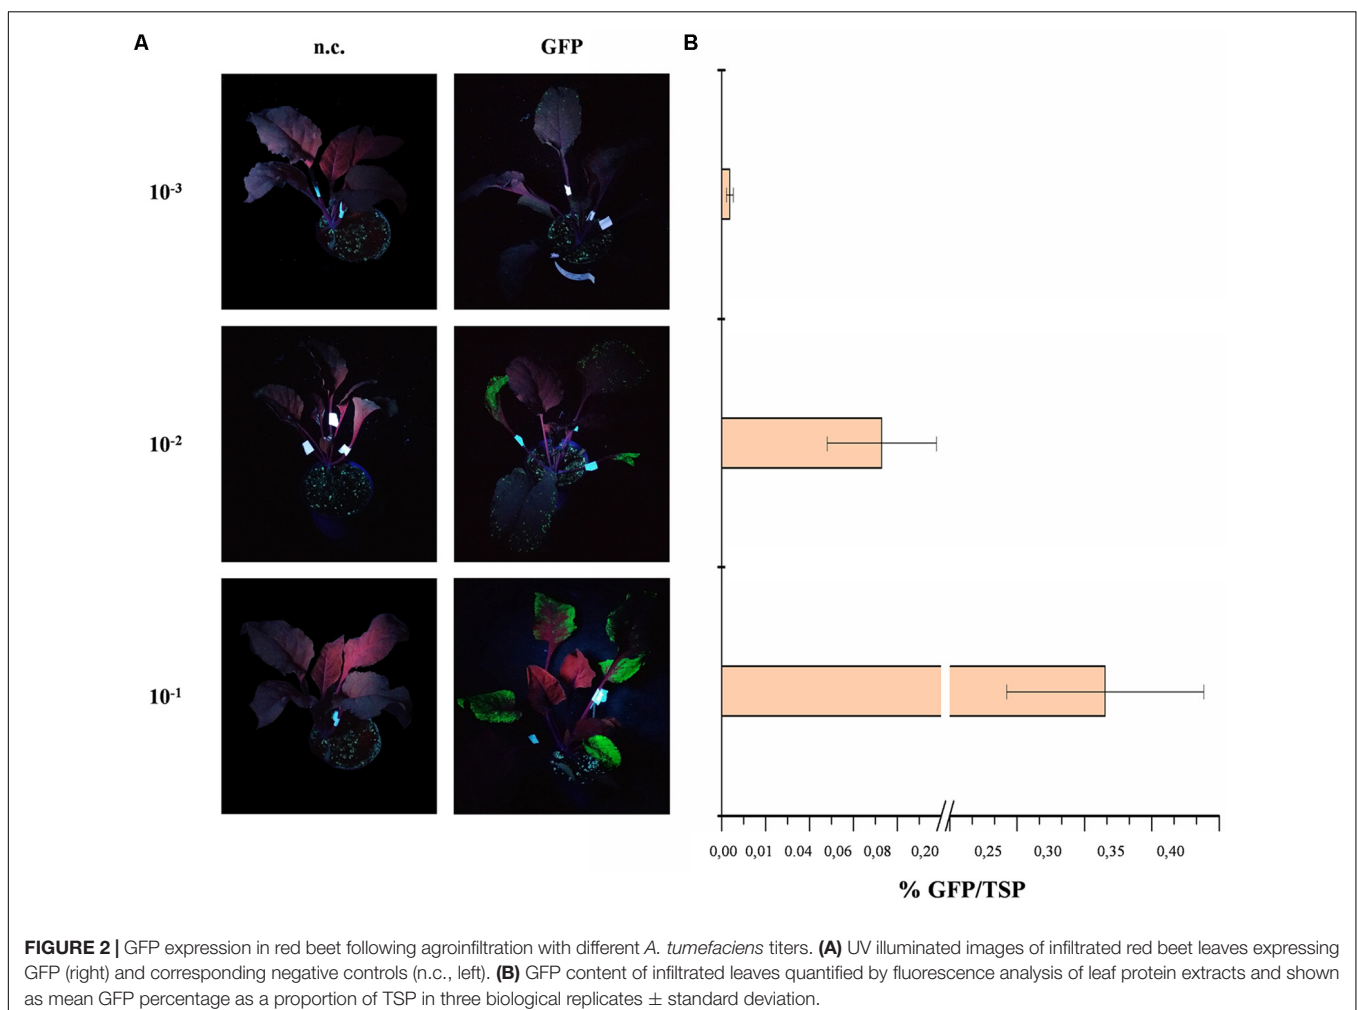 A n.c. GFP B
10-3
10-2
10-1
0,00 0,01 0.04 0,06 0,08 0,20 0,25 0,30 0,35 0,40
% GFP/TSP
FIGURE 2 | GFP expression in red beet following agroinfiltration with different A. tumefaciens titers. (A) UV illuminated images of infiltrated red beet leaves expressing
GFP (right) and corresponding negative controls (n.c., left). (B) GFP content of infiltrated leaves quantified by fluorescence analysis of leaf protein extracts and shown
as mean GFP percentage as a proportion of TSP in three biological replicates ± standard deviation.